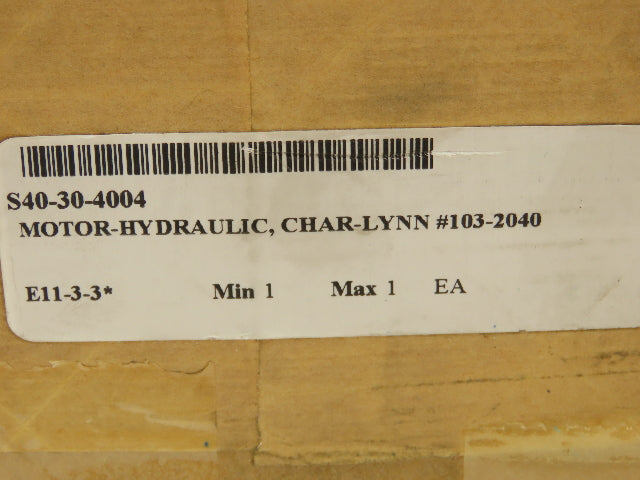 S40-30-4004
MOTOR-HYDRAULIC, CHAR-LYNN #103-2040
E11-3-3* Min 1 Max 1 EA